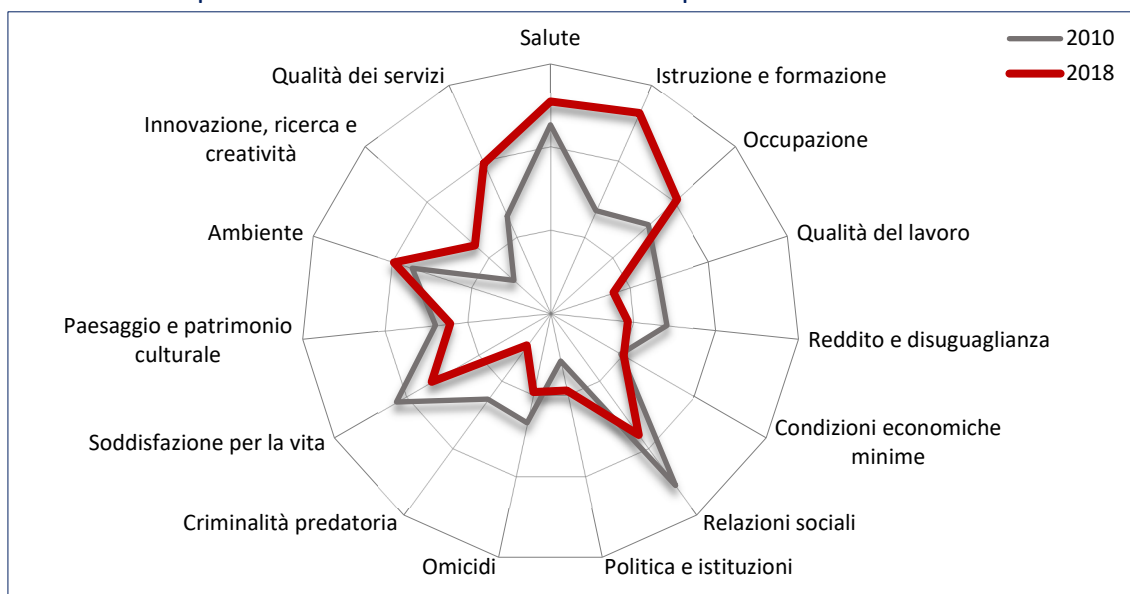 Salute
2010
2018
Qualità dei servizi
Istruzione e formazione
Innovazione, ricerca e
creatività
Occupazione
Ambiente
Qualità del lavoro
Paesaggio e patrimonio
culturale
Reddito e disuguaglianza
Soddisfazione per la vita
Condizioni economiche
minime
Criminalità predatoria
Relazioni sociali
Omicidi
Politica e istituzioni